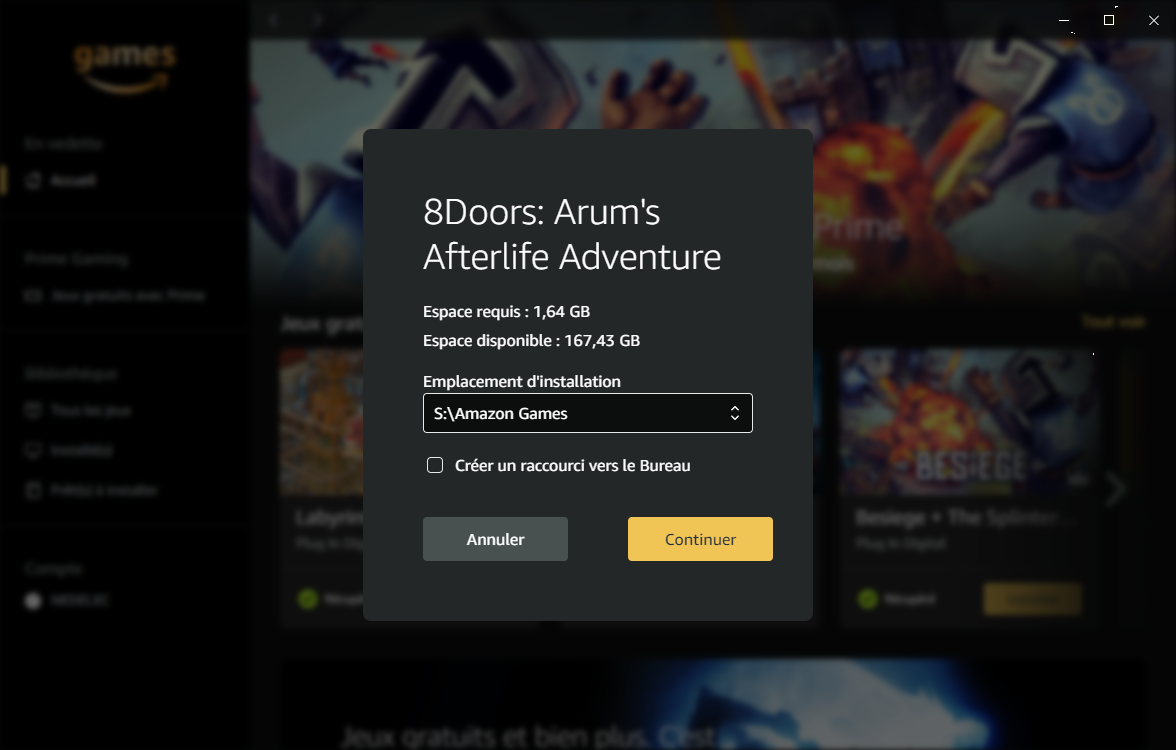 games
En vedette
Accueil
Prime Gaming
Jeux gratuits avec Prime
Bibliothèque
Tous les jeux
Installé(s)
Prêt(s) à installer
Compte
Prime
Jeux grat
Tout voir
8Doors: Arum's
Afterlife Adventure
Espace requis : 1,64 GB
Espace disponible : 167,43 GB
Emplacement d'installation
S:\Amazon Games
Créer un raccourci vers le Bureau
Annuler
Continuer
BESIEGE
Labyrin
Besiege + The Splinter...
Plug In Digital
Récupéré
Jeux gratuits et bien plus. C'est